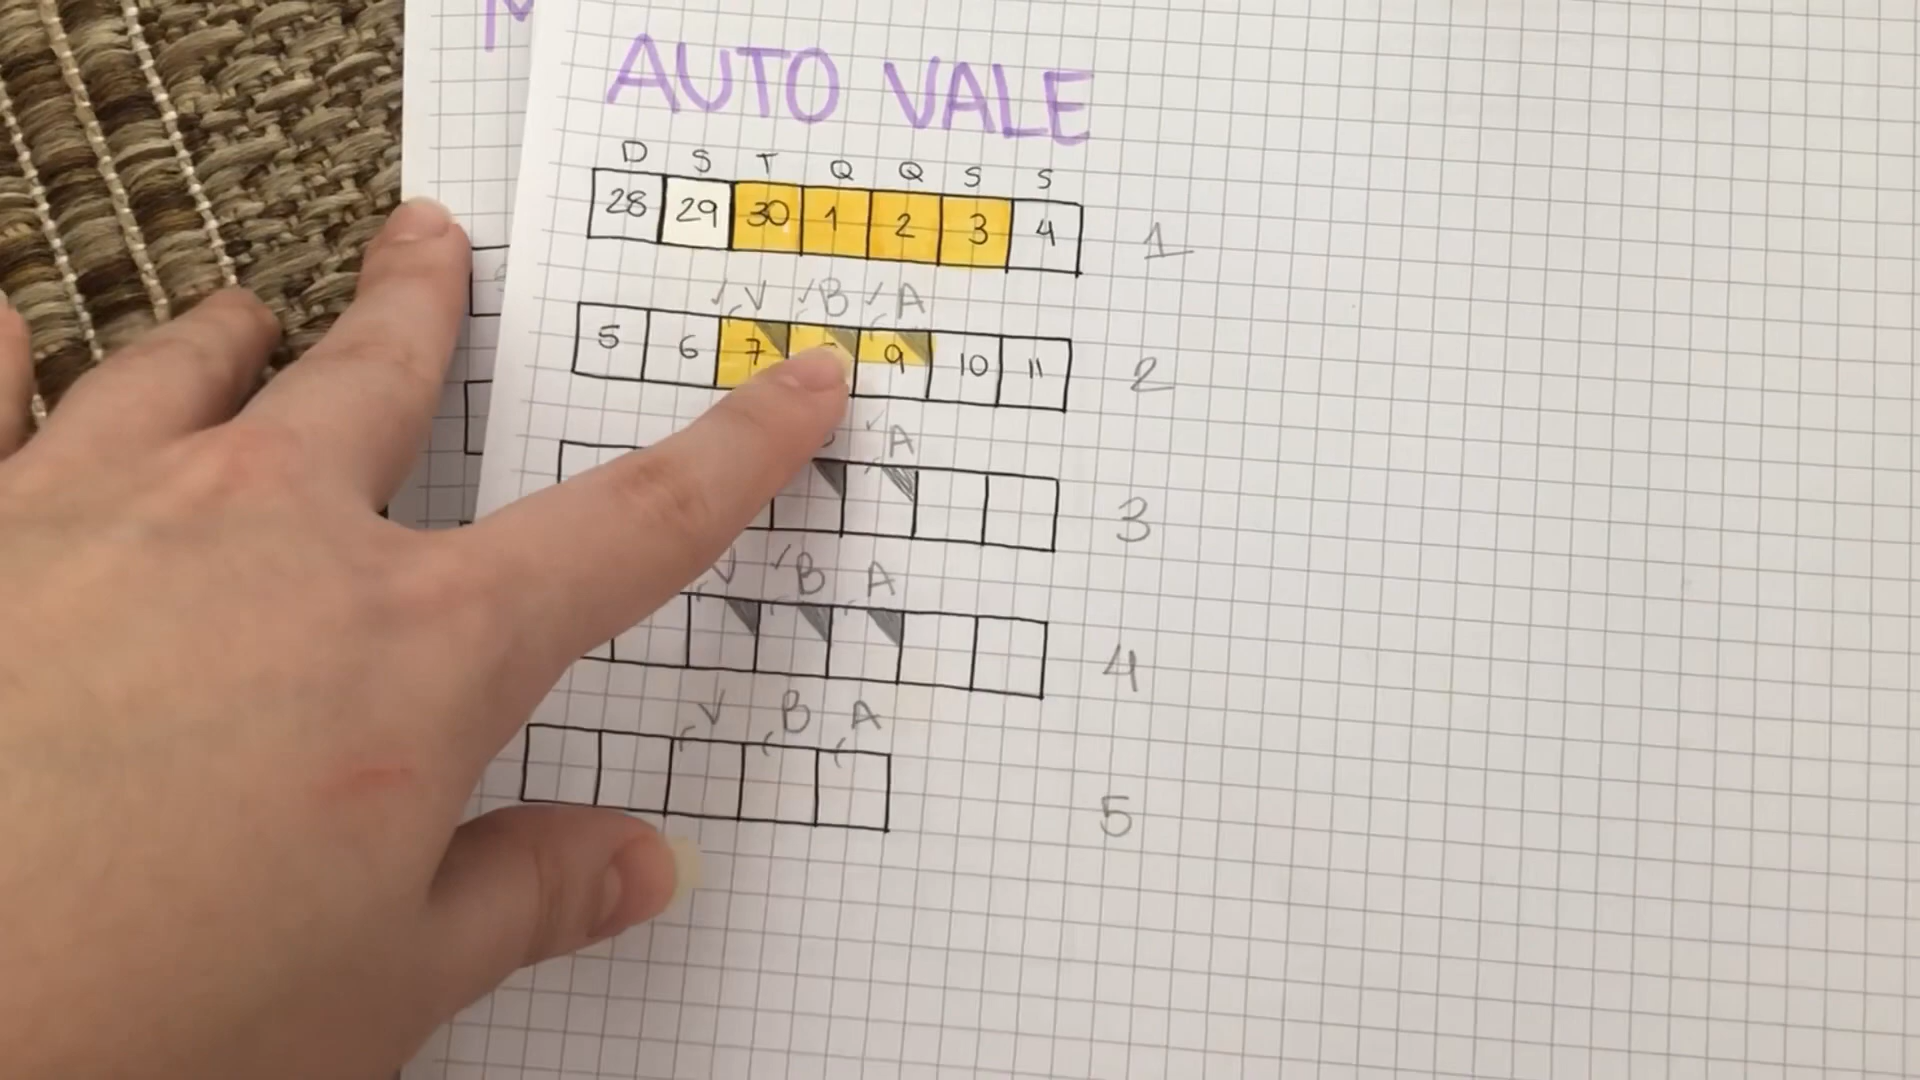 AUTO VALE
D S T Q Q S S
28 29 30 1 2 3 4 1
V B A
5 6 7 9 10 11 2
A
3
V B A
4
V B A
5